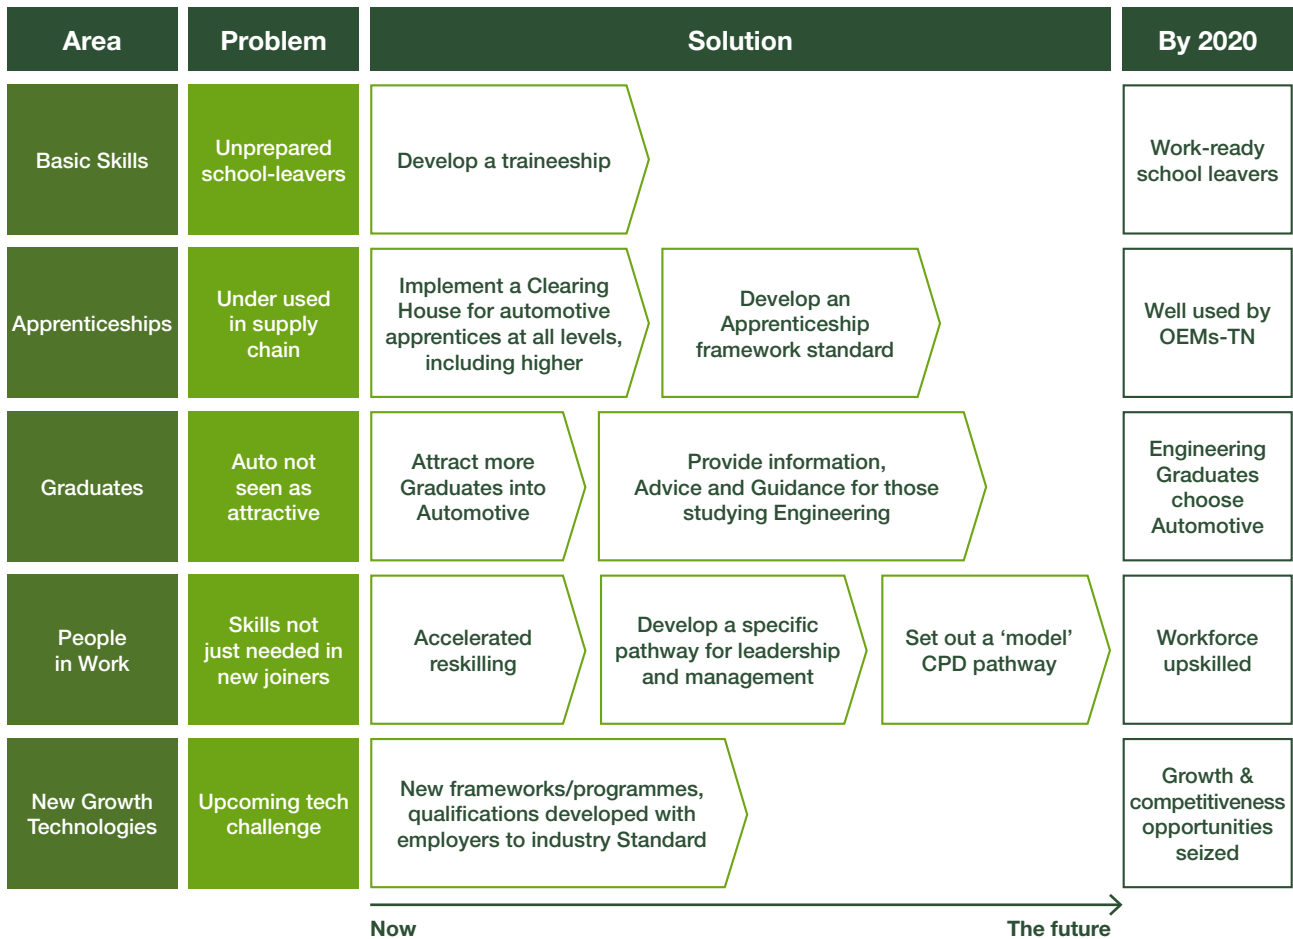 Area
Problem
Solution
By 2020
Basic Skills
Unprepared
school-leavers
Develop a traineeship
Work-ready
school leavers
Apprenticeships
Under used
in supply
chain
Implement a Clearing
House for automotive
apprentices at all levels,
including higher
Develop an
Apprenticeship
framework standard
Well used by
OEMs-TN
Graduates
Auto not
seen as
attractive
Attract more
Graduates into
Automotive
Provide information,
Advice and Guidance for those
studying Engineering
Engineering
Graduates
choose
Automotive
People
in Work
Skills not
just needed in
new joiners
Accelerated
reskilling
Develop a specific
pathway for leadership
and management
Set out a ‘model’
CPD pathway
Workforce
upskilled
New Growth
Technologies
Upcoming tech
challenge
New frameworks/programmes,
qualifications developed with
employers to industry Standard
Growth &
competitiveness
opportunities
seized
Now
The future